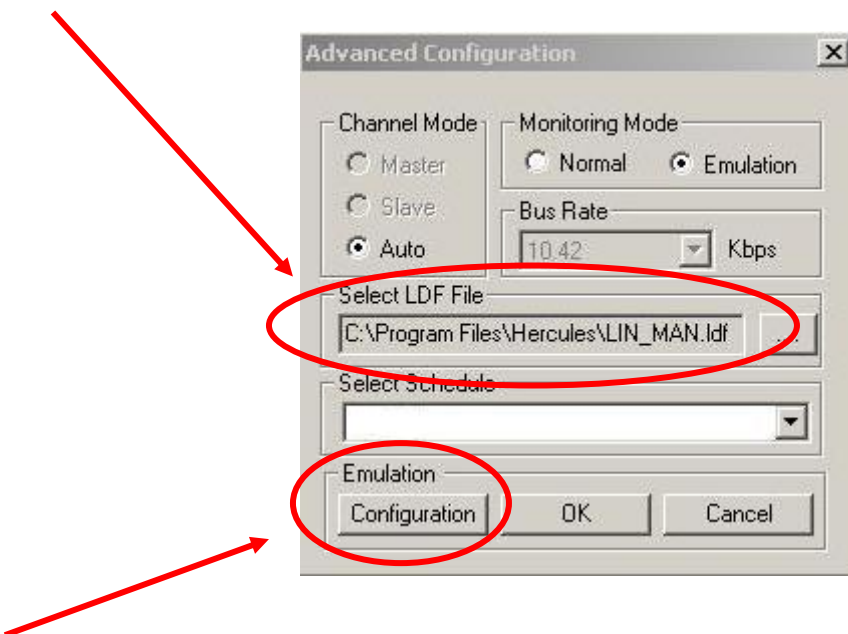 Advanced Configuration
Channel Mode
Master
Slave
Auto
Monitoring Mode
Normal
Emulation
Bus Rate
10.42
Kbps
Select LDF File
C:\Program Files\Hercules\LIN_MAN.ldf
....
Select Schedule
Emulation
Configuration
OK
Cancel